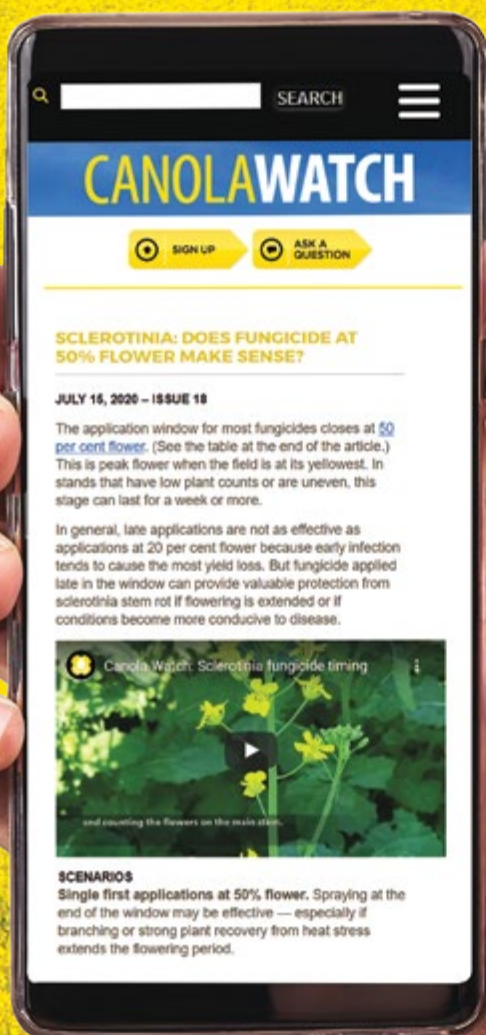 SEARCH
CANOLAWATCH
SIGN UP
ASK A
QUESTION
SCLEROTINIA: DOES FUNGICIDE AT
50% FLOWER MAKE SENSE?
JULY 15, 2020 – ISSUE 18
The application window for most fungicides closes at 50
per cent flower. (See the table at the end of the article.)
This is peak flower when the field is at its yellowest. In
stands that have low plant counts or are uneven, this
stage can last for a week or more.
In general, late applications are not as effective as
applications at 20 per cent flower because early infection
tends to cause the most yield loss. But fungicide applied
late in the window can provide valuable protection from
sclerotinia stem rot if flowering is extended or if
conditions become more conducive to disease.
Canola Watch: Sclerotinia fungicide timing
and counting the flowers on the main stem.
SCENARIOS
Single first applications at 50% flower. Spraying at the
end of the window may be effective — especially if
branching or strong plant recovery from heat stress
extends the flowering period.